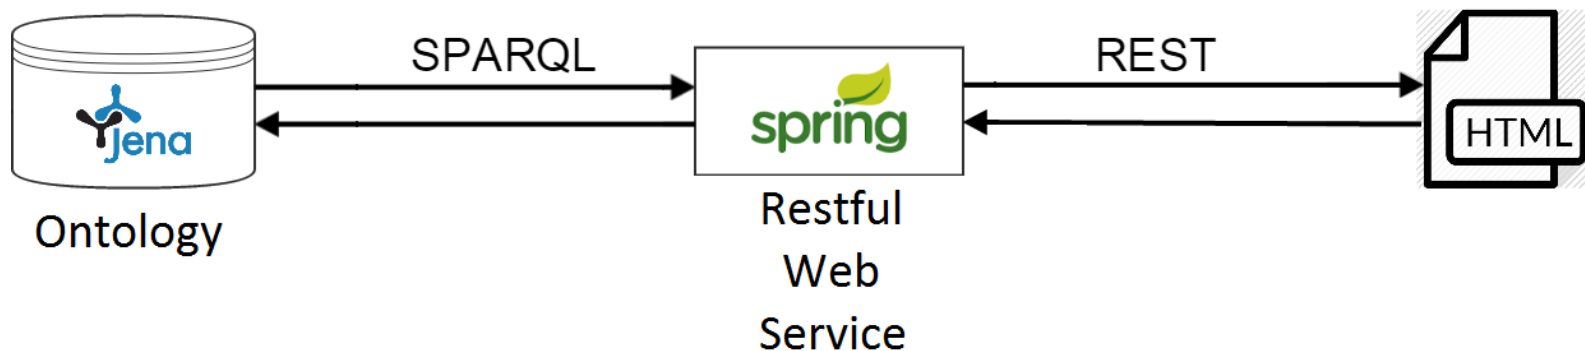 SPARQL
REST
Jena
spring
HTML
Ontology
Restful
Web
Service